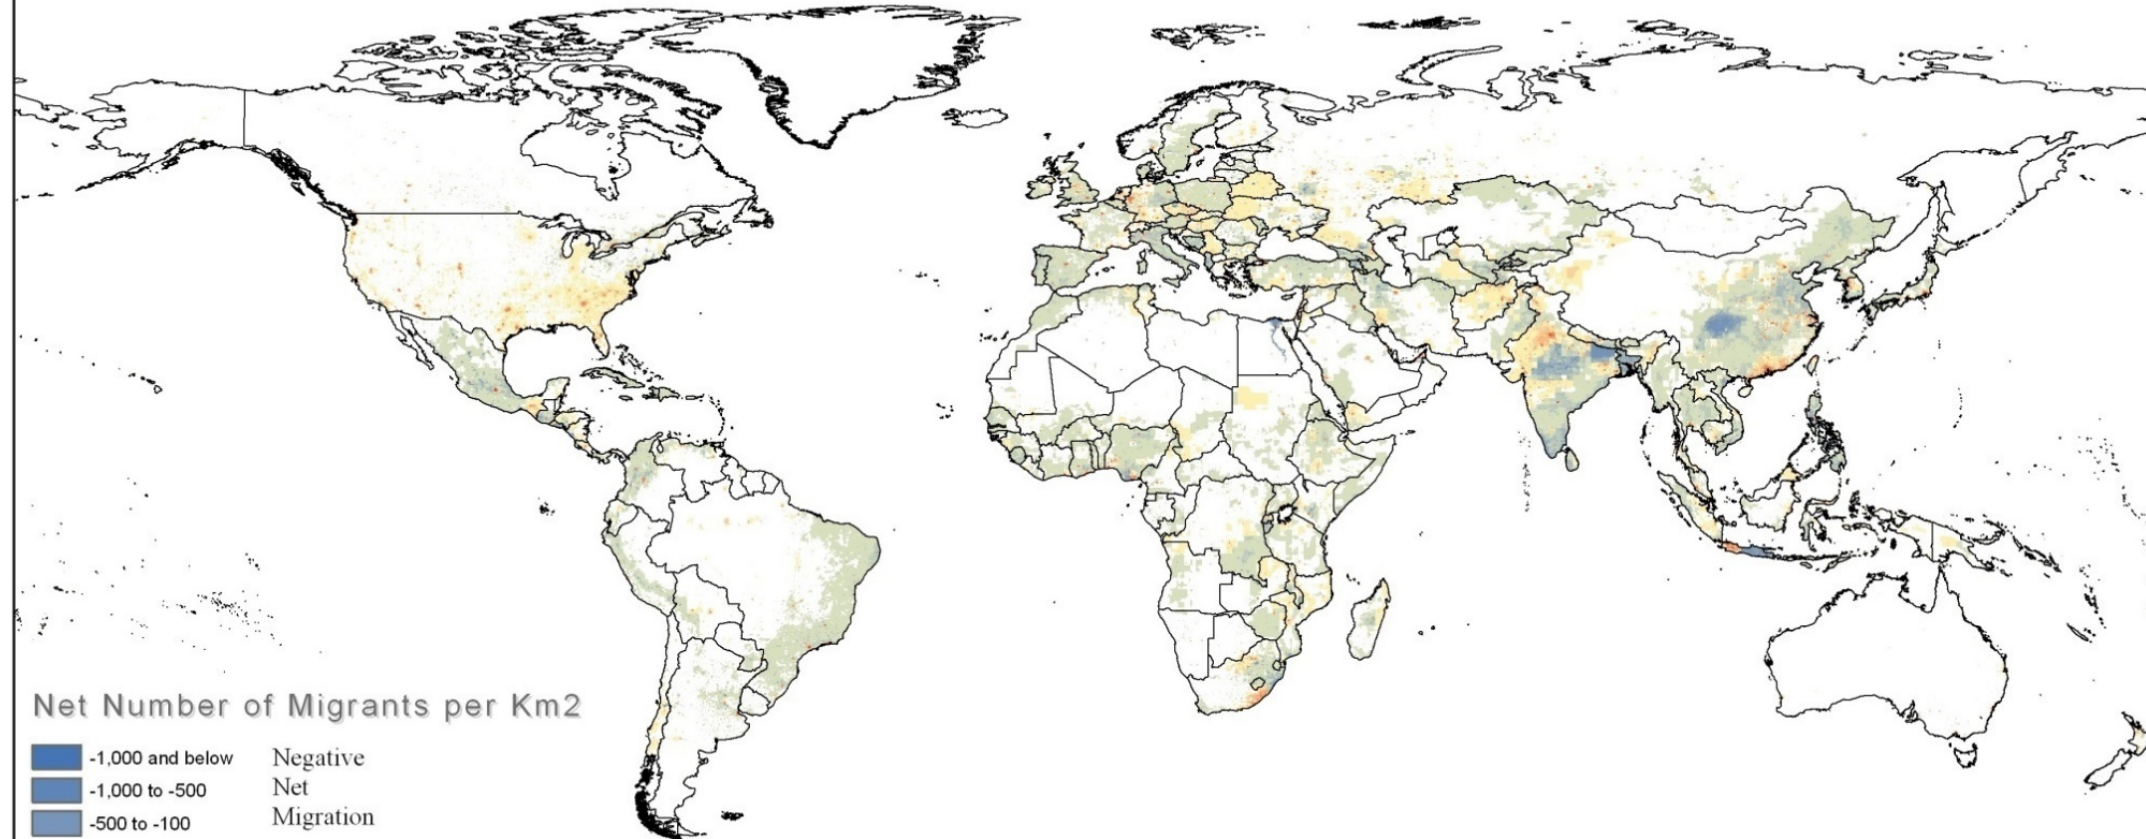 Net Number of Migrants per Km2
-1,000 and below Negative
-1,000 to -500 Net
-500 to -100 Migration